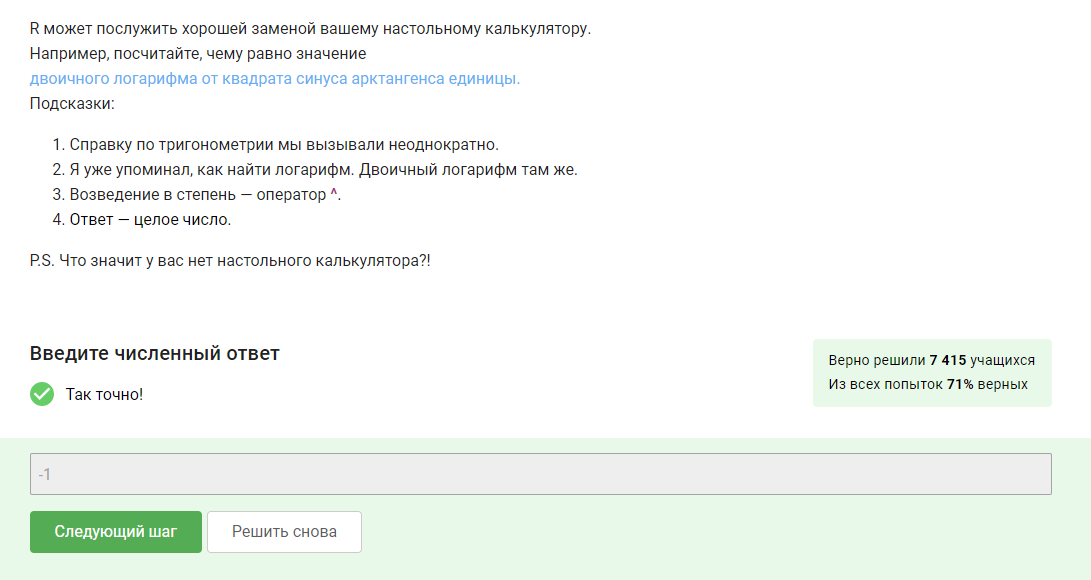 R может послужить хорошей заменой вашему настольному калькулятору.
Например, посчитайте, чему равно значение
двоичного логарифма от квадрата синуса арктангенса единицы.
Подсказки:
1. Справку по тригонометрии мы вызывали неоднократно.
2. Я уже упоминал, как найти логарифм. Двоичный логарифм там же.
3. Возведение в степень — оператор ^.
4. Ответ — целое число.
P.S. Что значит у вас нет настольного калькулятора?!
Введите численный ответ
Верно решили 7 415 учащихся
Из всех попыток 71% верных
Так точно!
-1
Следующий шаг
Решить снова